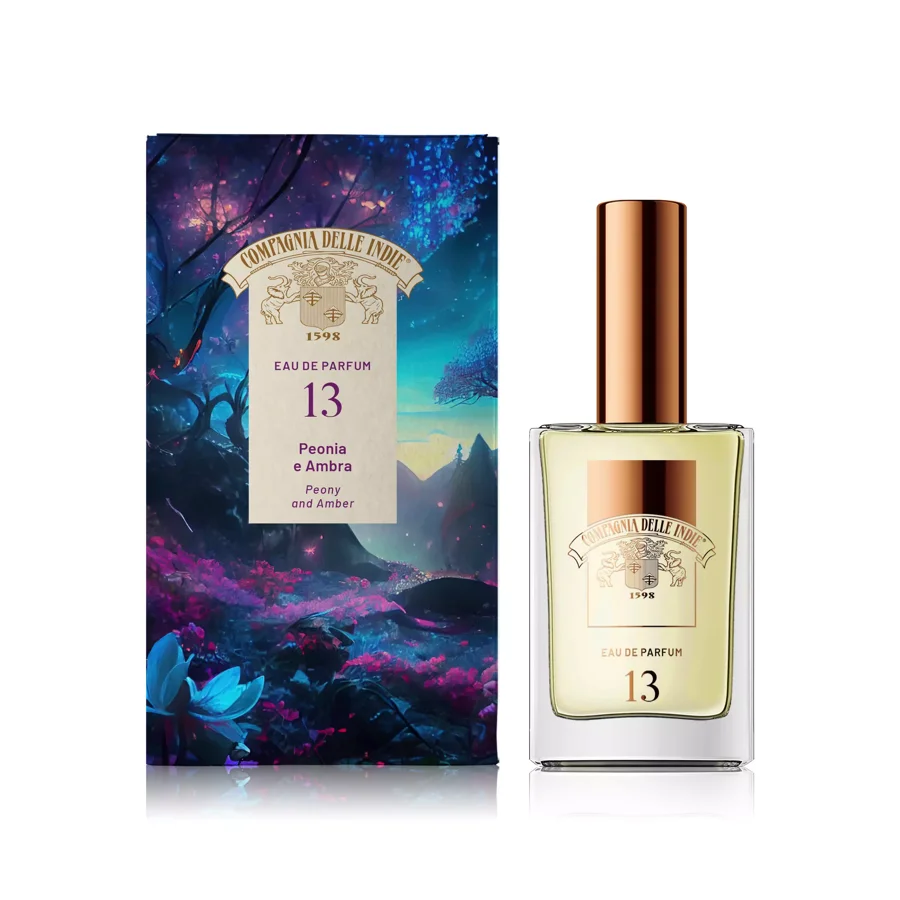 COMPAGNIA DELLE INDIE®
1598
EAU DE PARFUM
13
Peonia
e Ambra
Peony
and Amber
COMPAGNIA DELLE INDIE®
1598
EAU DE PARFUM
13